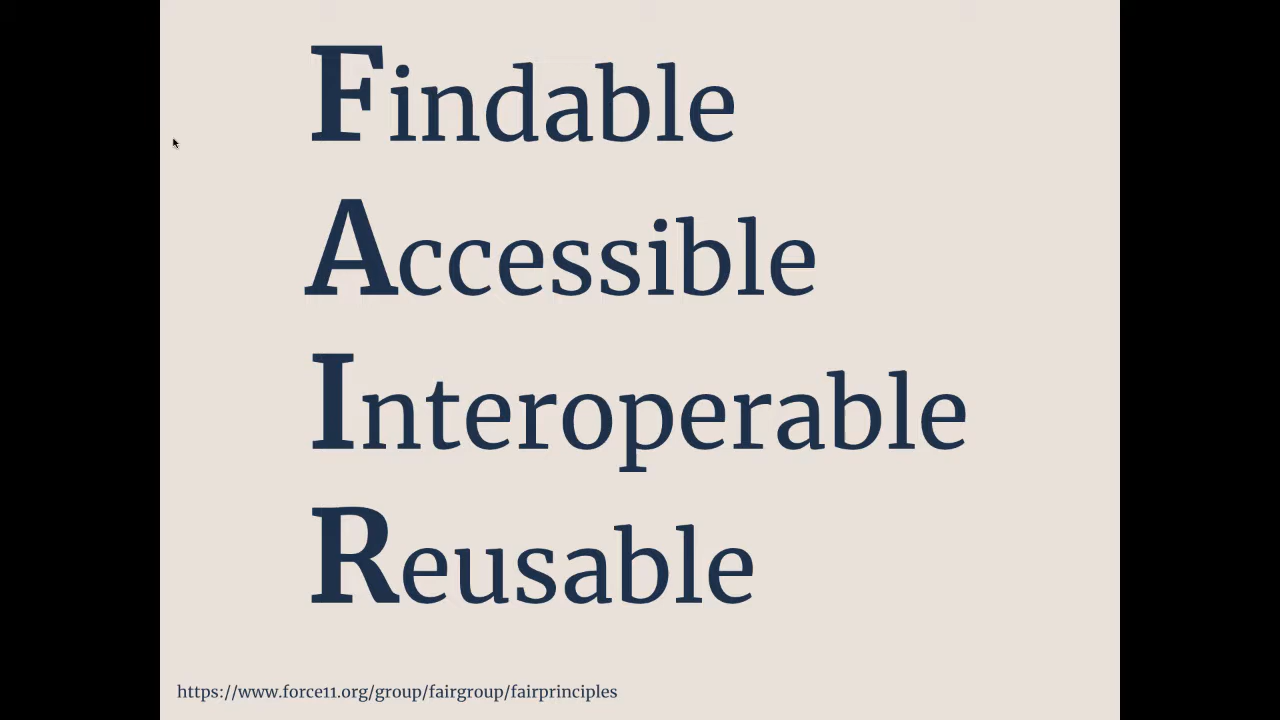 Findable
Accessible
Interoperable
Reusable
https://www.force11.org/group/fairgroup/fairprinciples